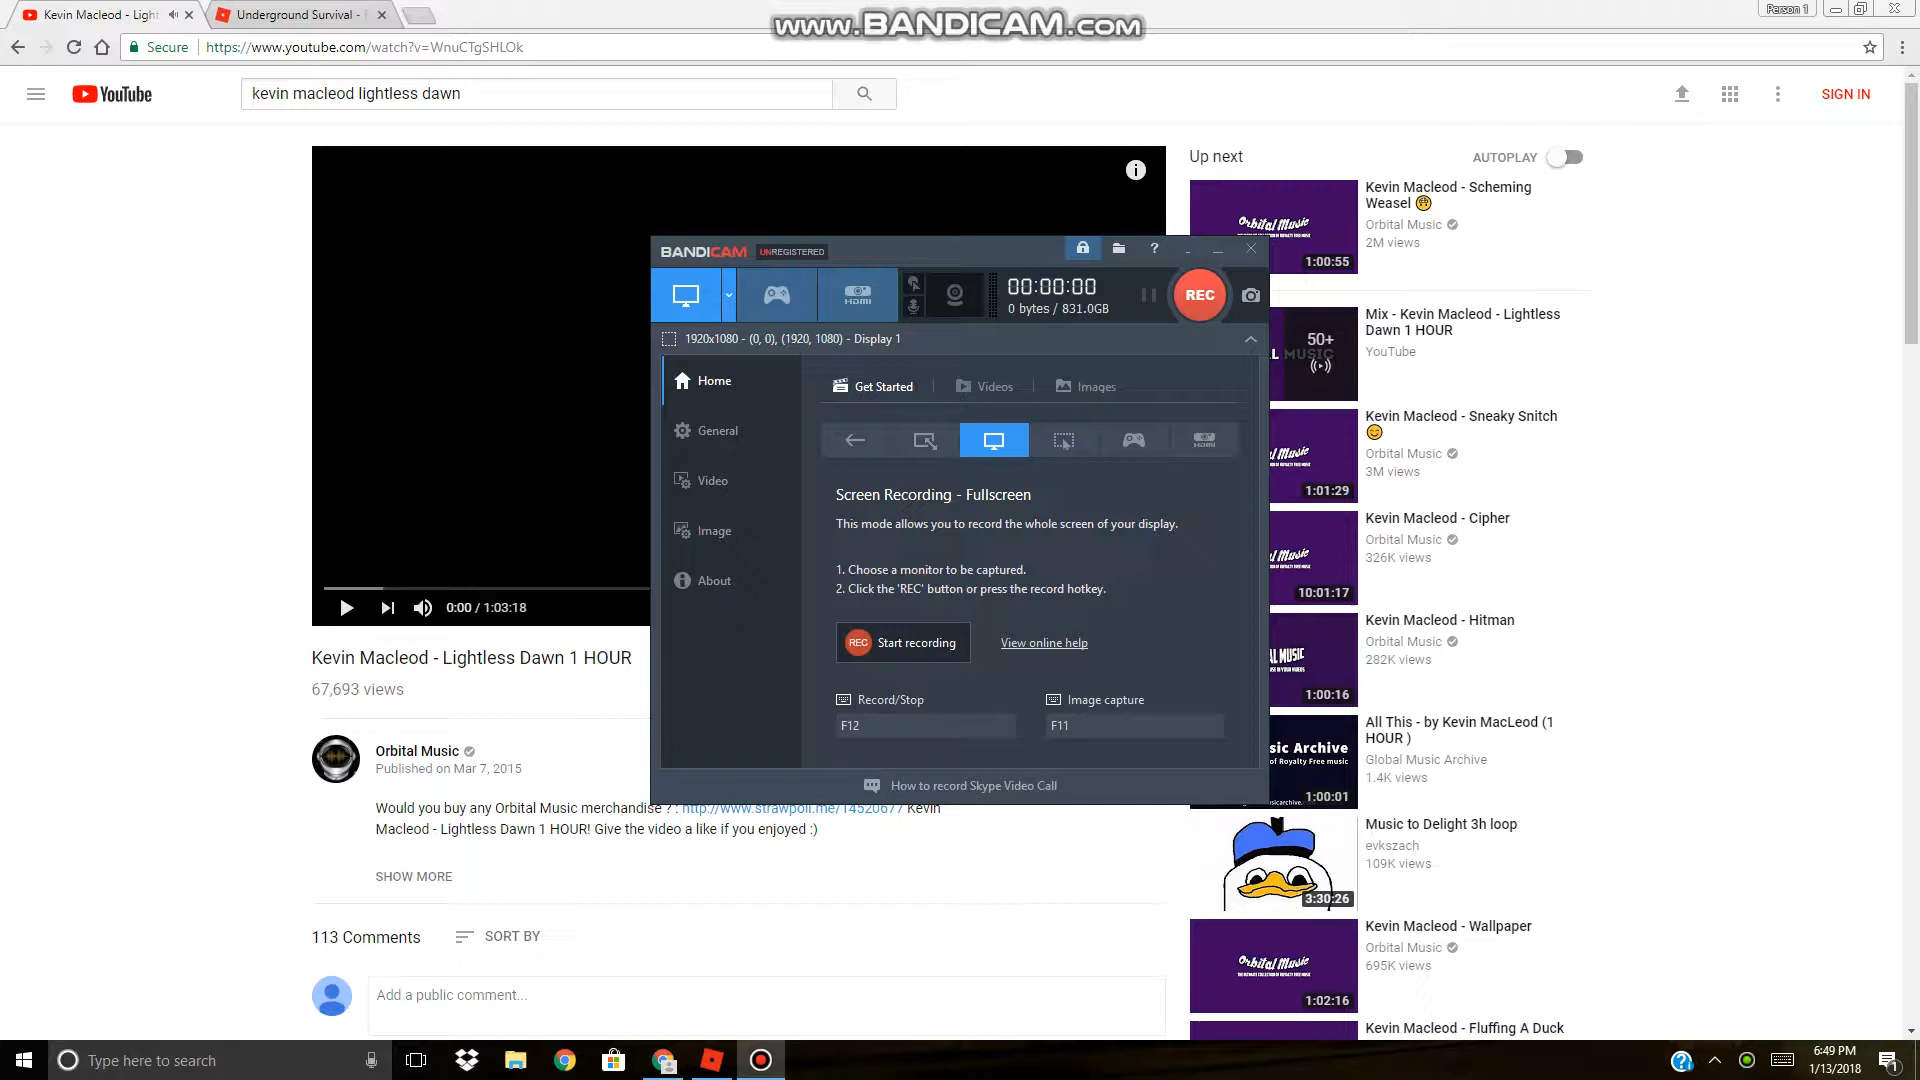 Kevin Macleod - Light
Underground Survival -
www.BANDICAM.com
Person 1
Secure
https://www.youtube.com/watch?v=WnuCTgSHLOk
YouTube
kevin macleod lightless dawn
SIGN IN
Up next
AUTOPLAY
Orbital Music
1:00:55
Kevin Macleod - Scheming
Weasel
Orbital Music
2M views
50+
Mix - Kevin Macleod - Lightless
Dawn 1 HOUR
YouTube
1:01:29
Kevin Macleod - Sneaky Snitch
Orbital Music
3M views
10:01:17
Kevin Macleod - Cipher
Orbital Music
326K views
1:00:16
Kevin Macleod - Hitman
Orbital Music
282K views
sic Archive
of Royalty Free music
1:00:01
All This - by Kevin MacLeod (1
HOUR )
Global Music Archive
1.4K views
3:30:26
Music to Delight 3h loop
evkszach
109K views
Orbital Music
1:02:16
Kevin Macleod - Wallpaper
Orbital Music
695K views
Kevin Macleod - Fluffing A Duck
BANDICAM
UNREGISTERED
?
HDMI
00:00:00
0 bytes / 831.0GB
REC
1920x1080 - (0, 0), (1920, 1080) - Display 1
Home
General
Video
Image
About
Get Started
Videos
Images
HDMI
Screen Recording - Fullscreen
This mode allows you to record the whole screen of your display.
1. Choose a monitor to be captured.
2. Click the 'REC' button or press the record hotkey.
REC
Start recording
View online help
Record/Stop
F12
Image capture
F11
How to record Skype Video Call
0:00 / 1:03:18
Kevin Macleod - Lightless Dawn 1 HOUR
67,693 views
Orbital Music
Published on Mar 7, 2015
Would you buy any Orbital Music merchandise ? : http://www.strawpoll.me/14520677 Kevin
Macleod - Lightless Dawn 1 HOUR! Give the video a like if you enjoyed :)
SHOW MORE
113 Comments
SORT BY
Add a public comment...
Type here to search
6:49 PM
1/13/2018
1